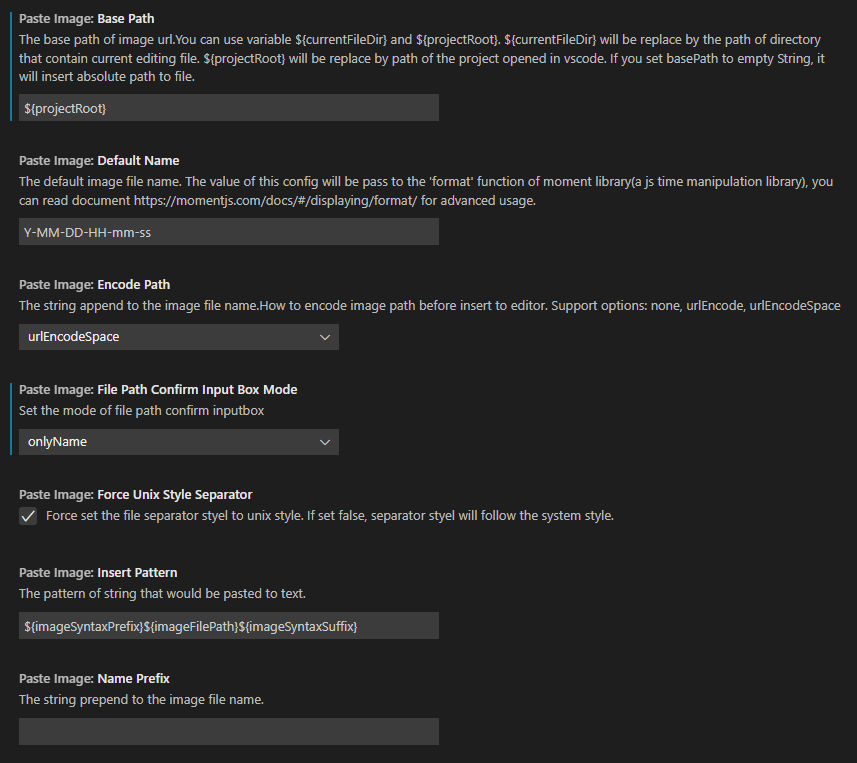 Paste Image: Base Path
The base path of image url.You can use variable ${currentFileDir} and ${projectRoot}. ${currentFileDir} will be replace by the path of directory
that contain current editing file. ${projectRoot} will be replace by path of the project opened in vscode. If you set basePath to empty String, it
will insert absolute path to file.
${projectRoot}
Paste Image: Default Name
The default image file name. The value of this config will be pass to the 'format' function of moment library(a js time manipulation library), you
can read document https://momentjs.com/docs/#/displaying/format/ for advanced usage.
Y-MM-DD-HH-mm-ss
Paste Image: Encode Path
The string append to the image file name.How to encode image path before insert to editor. Support options: none, urlEncode, urlEncodeSpace
urlEncodeSpace
Paste Image: File Path Confirm Input Box Mode
Set the mode of file path confirm inputbox
onlyName
Paste Image: Force Unix Style Separator
Force set the file separator styel to unix style. If set false, separator styel will follow the system style.
Paste Image: Insert Pattern
The pattern of string that would be pasted to text.
${imageSyntaxPrefix}${imageFilePath}${imageSyntaxSuffix}
Paste Image: Name Prefix
The string prepend to the image file name.